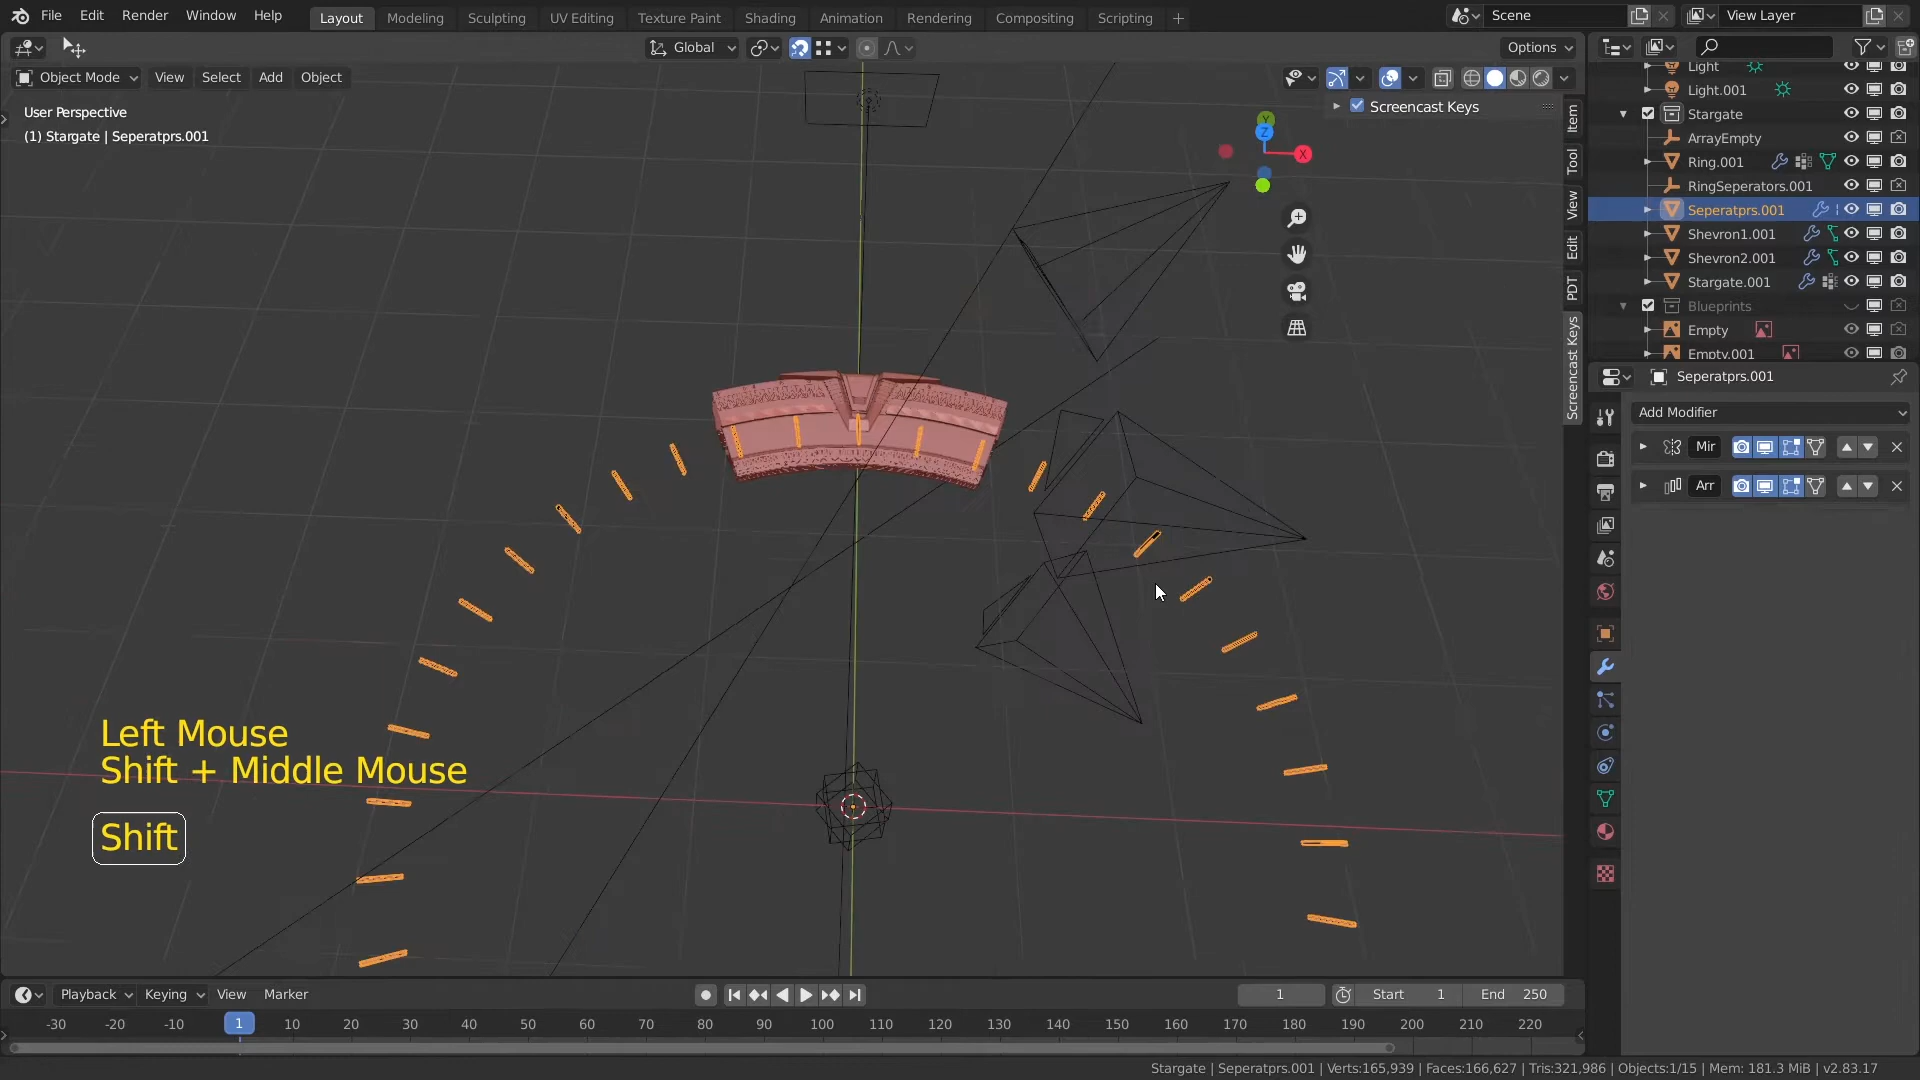 File Edit Render Window Help Layout Modeling Sculpting UV Editing Texture Paint Shading Animation Rendering Compositing Scripting + Scene View Layer
Global Options
Object Mode View Select Add Object
User Perspective
(1) Stargate | Seperatprs.001
Screencast Keys
Y
Z
X
Item
Tool
View
Edit
PDT
Screencast Keys
Light
Light.001
Stargate
ArrayEmpty
Ring.001
RingSeperators.001
Seperatprs.001
Shevron1.001
Shevron2.001
Stargate.001
Blueprints
Empty
Empty.001
Seperatprs.001
Add Modifier
Mir
Arr
Left Mouse
Shift + Middle Mouse
Shift
Playback Keying View Marker 1 Start 1 End 250
-30 -20 -10 1 10 20 30 40 50 60 70 80 90 100 110 120 130 140 150 160 170 180 190 200 210 220
Stargate | Seperatprs.001 | Verts:165,939 | Faces:166,627 | Tris:321,986 | Objects:1/15 | Mem: 181.3 MiB | v2.83.17